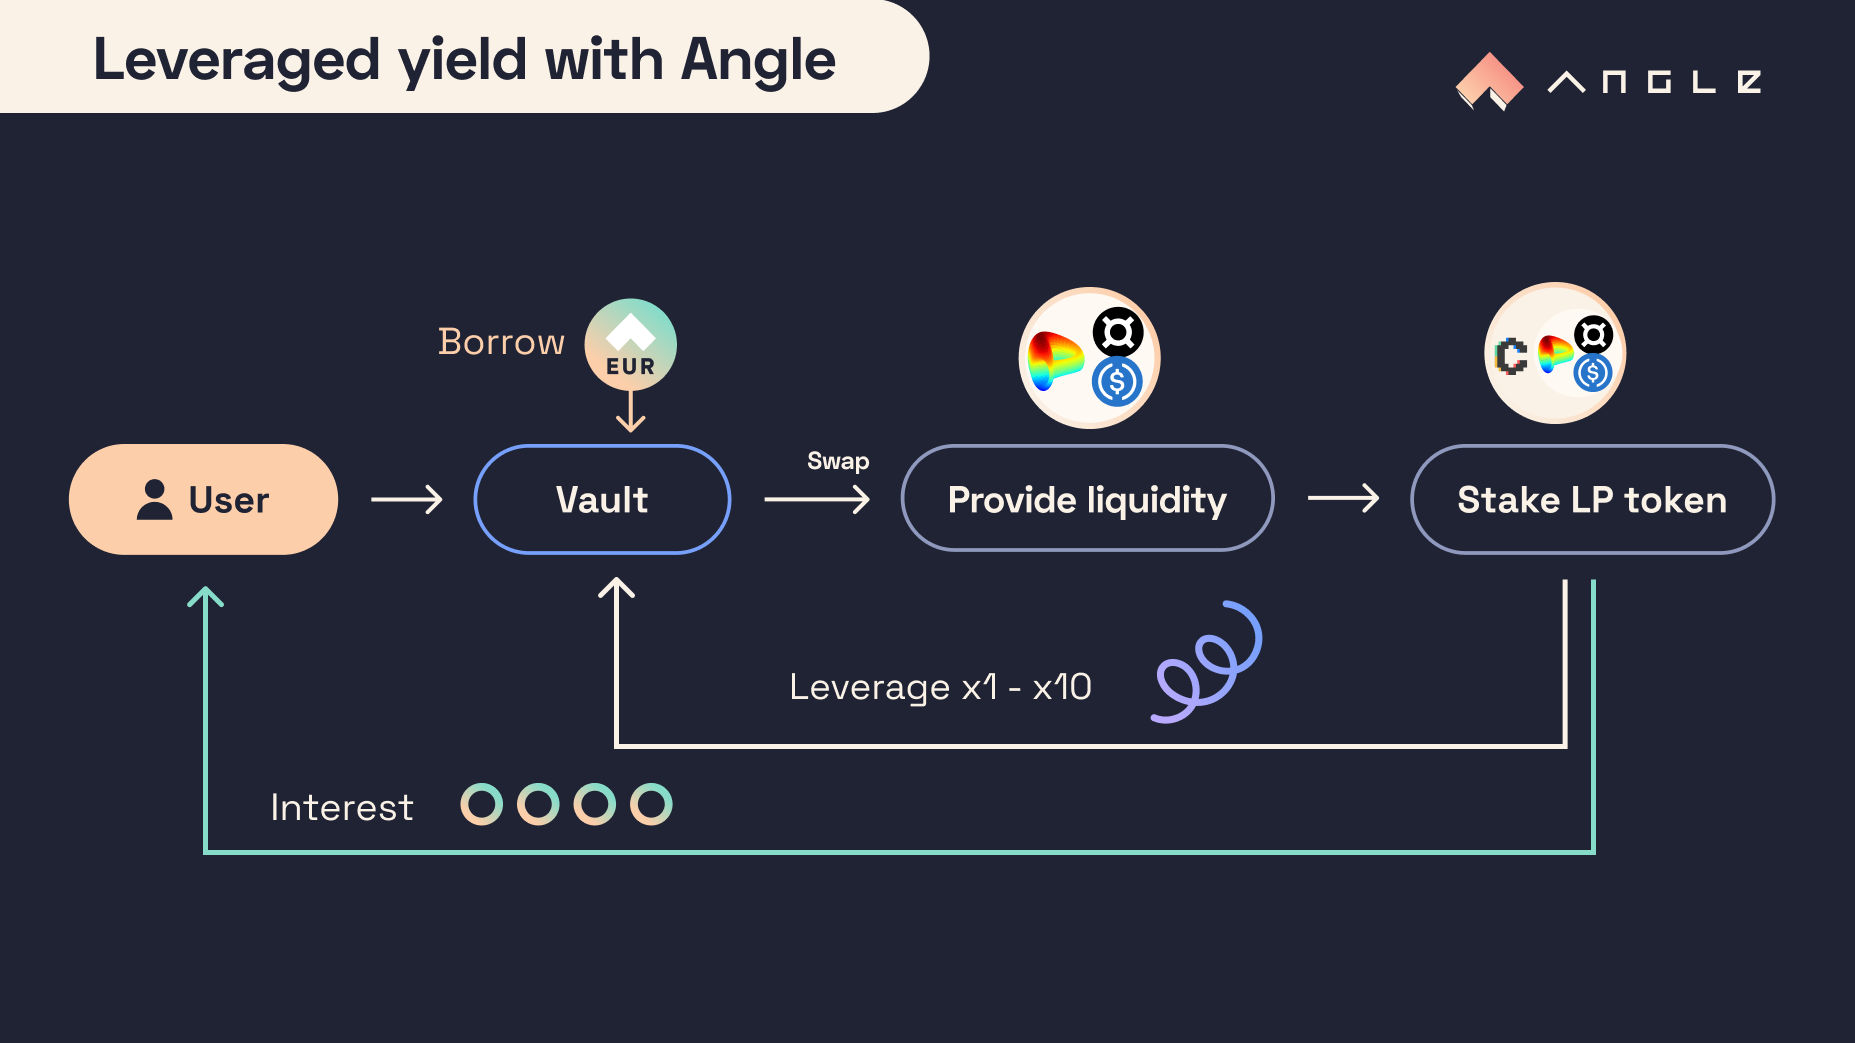 Leveraged yield with Angle
ANGLE
Borrow
EUR
Swap
User
Vault
Provide liquidity
Stake LP token
Leverage x1 - x10
Interest